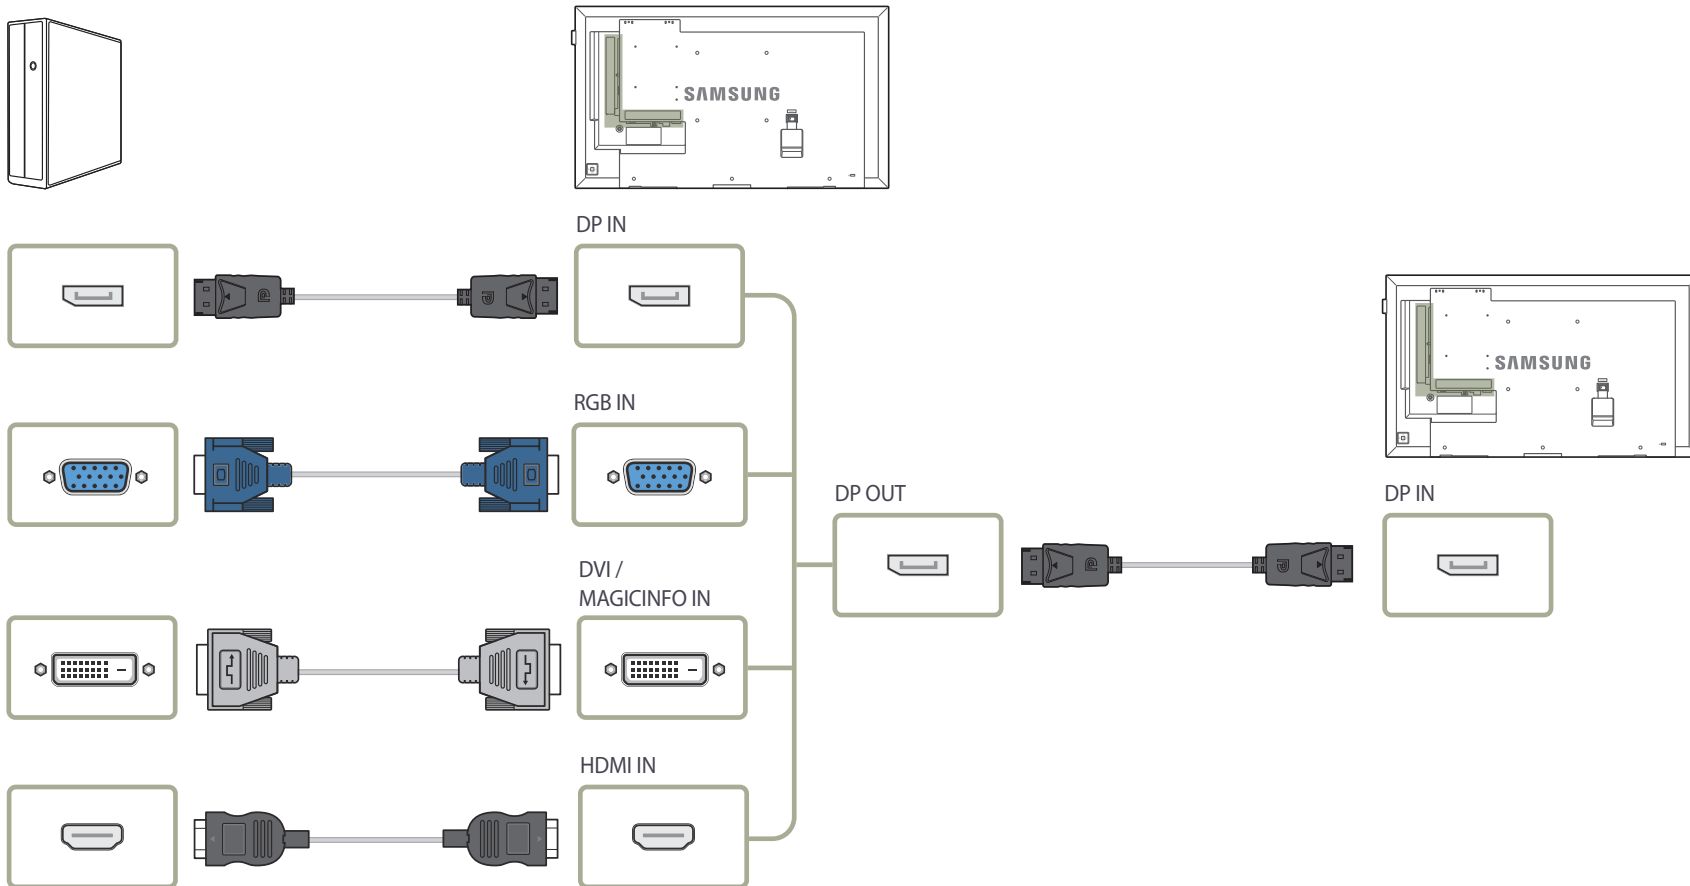 SAMSUNG
DP IN
SAMSUNG
RGB IN
DP OUT
DP IN
DVI /
MAGICINFO IN
HDMI IN